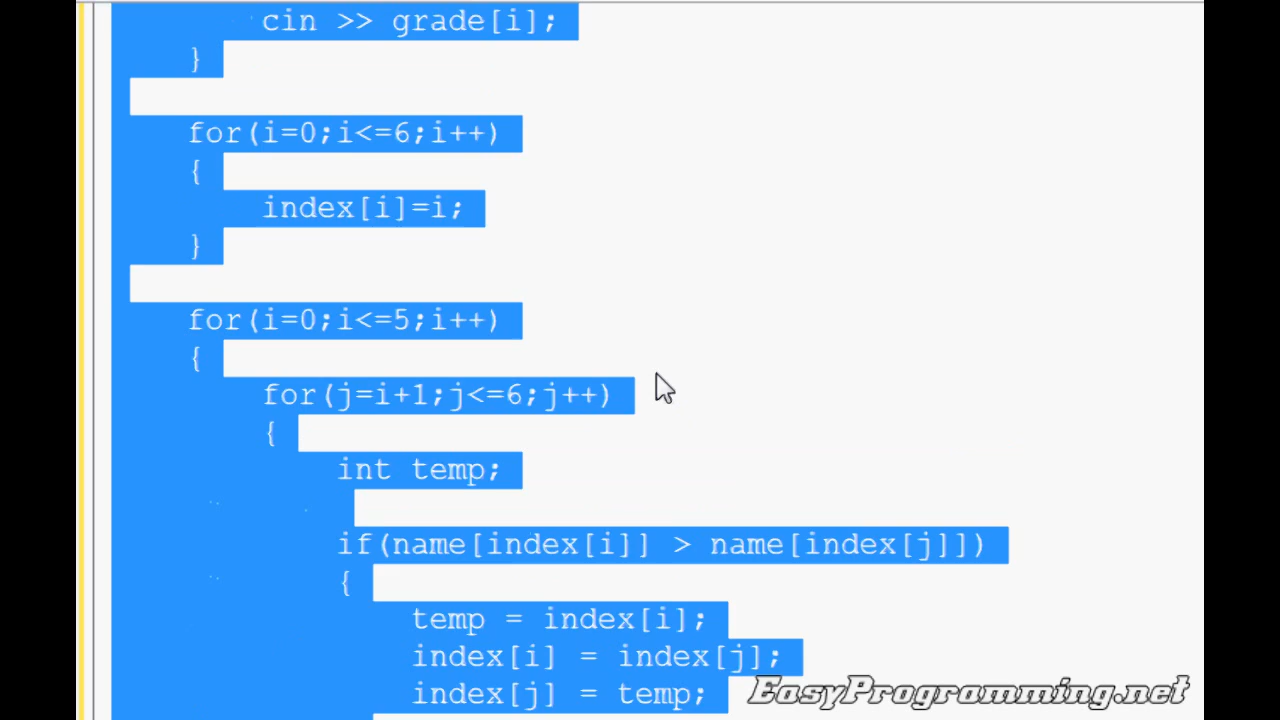 cin >> grade[i];
}
for(i=0;i<=6;i++)
{
index[i]=i;
}
for(i=0;i<=5;i++)
{
for(j=i+1;j<=6;j++)
{
int temp;
if(name[index[i]] > name[index[j]])
{
temp = index[i];
index[i] = index[j];
index[j] = temp;
EasyProgramming.net